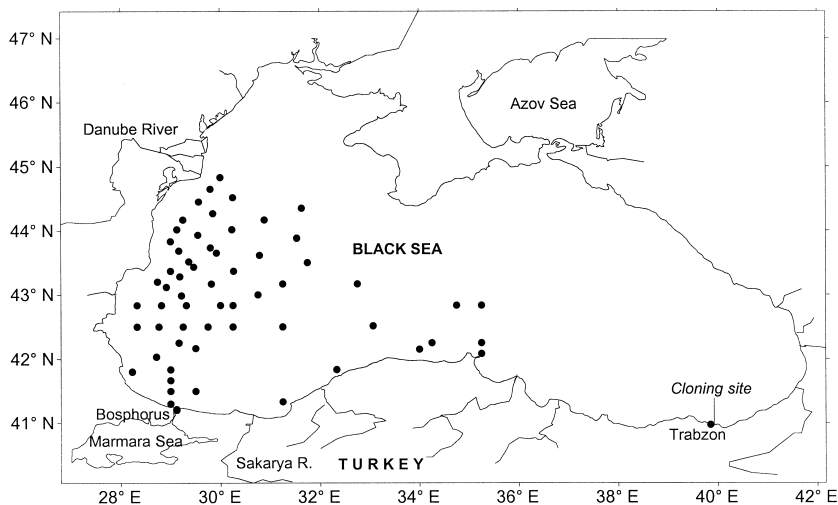 47° N
46° N
Azov Sea
Danube River
45° N
44° N
BLACK SEA
43° N
42° N
Cloning site
Bosphorus
41° N
Trabzon
Marmara Sea
Sakarya R.
TURKEY
28° E
30° E
32° E
34° E
36° E
38° E
40° E
42° E